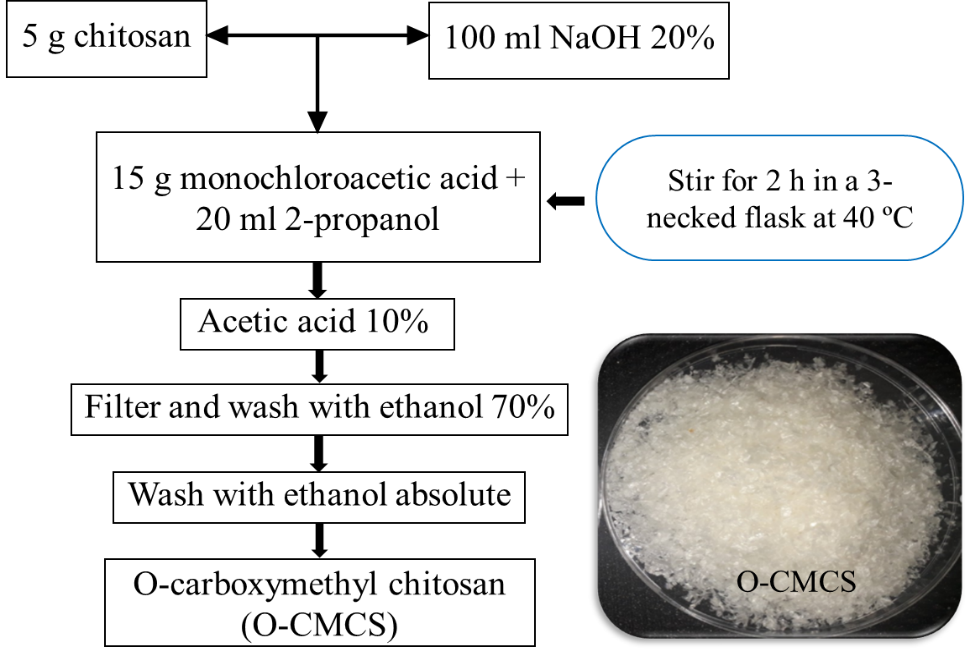 5 g chitosan
100 ml NaOH 20%
15 g monochloroacetic acid +
20 ml 2-propanol
Stir for 2 h in a 3-
necked flask at 40 ºC
Acetic acid 10%
Filter and wash with ethanol 70%
Wash with ethanol absolute
O-carboxymethyl chitosan
(O-CMCS)
O-CMCS